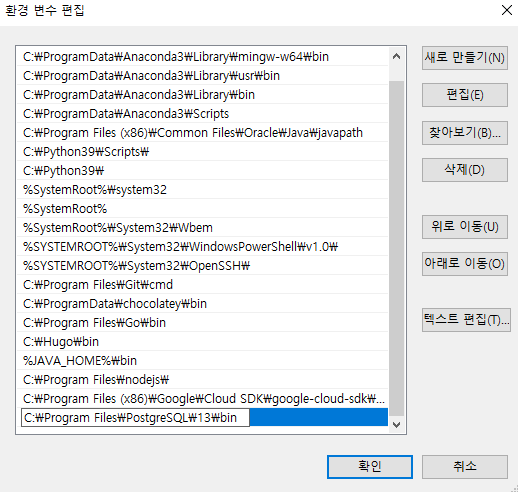 환경 변수 편집
C:₩ProgramData₩Anaconda3₩Library₩mingw-w64₩bin
C:₩ProgramData₩Anaconda3₩Library₩usr₩bin
C:₩ProgramData₩Anaconda3₩Library₩bin
C:₩ProgramData₩Anaconda3₩Scripts
C:₩Program Files (x86)₩Common Files₩Oracle₩Java₩javapath
C:₩Python39₩Scripts₩
C:₩Python39₩
%SystemRoot%₩system32
%SystemRoot%
%SystemRoot%₩System32₩Wbem
%SYSTEMROOT%₩System32₩WindowsPowerShell₩v1.0₩
%SYSTEMROOT%₩System32₩OpenSSH₩
C:₩Program Files₩Git₩cmd
C:₩ProgramData₩chocolatey₩bin
C:₩Program Files₩Go₩bin
C:₩Hugo₩bin
%JAVA_HOME%₩bin
C:₩Program Files₩nodejs₩
C:₩Program Files (x86)₩Google₩Cloud SDK₩google-cloud-sdk₩...
C:₩Program Files₩PostgreSQL₩13₩bin
새로 만들기(N)
편집(E)
찾아보기(B)...
삭제(D)
위로 이동(U)
아래로 이동(O)
텍스트 편집(T)...
확인
취소